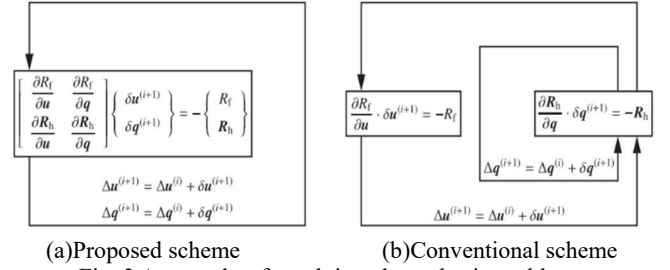 [ ∂R_f/∂u ∂R_f/∂q ; ∂R_h/∂u ∂R_h/∂q ] { δu^(i+1) ; δq^(i+1) } = − { R_f ; R_h }
Δu^(i+1) = Δu^(i) + δu^(i+1)
Δq^(i+1) = Δq^(i) + δq^(i+1)
(a)Proposed scheme
∂R_f/∂u · δu^(i+1) = −R_f
∂R_h/∂q · δq^(i+1) = −R_h
Δq^(i+1) = Δq^(i) + δq^(i+1)
Δu^(i+1) = Δu^(i) + δu^(i+1)
(b)Conventional scheme